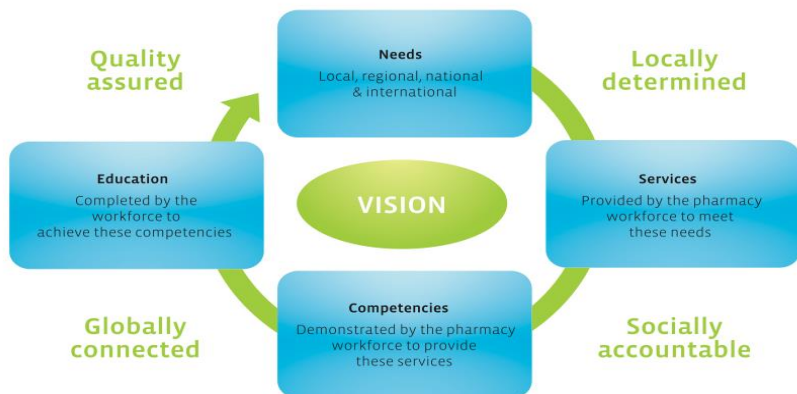 Quality
assured
Needs
Local, regional, national
& international
Locally
determined
Education
Completed by the
workforce to
achieve these competencies
VISION
Services
Provided by the pharmacy
workforce to meet
these needs
Globally
connected
Competencies
Demonstrated by the pharmacy
workforce to provide
these services
Socially
accountable